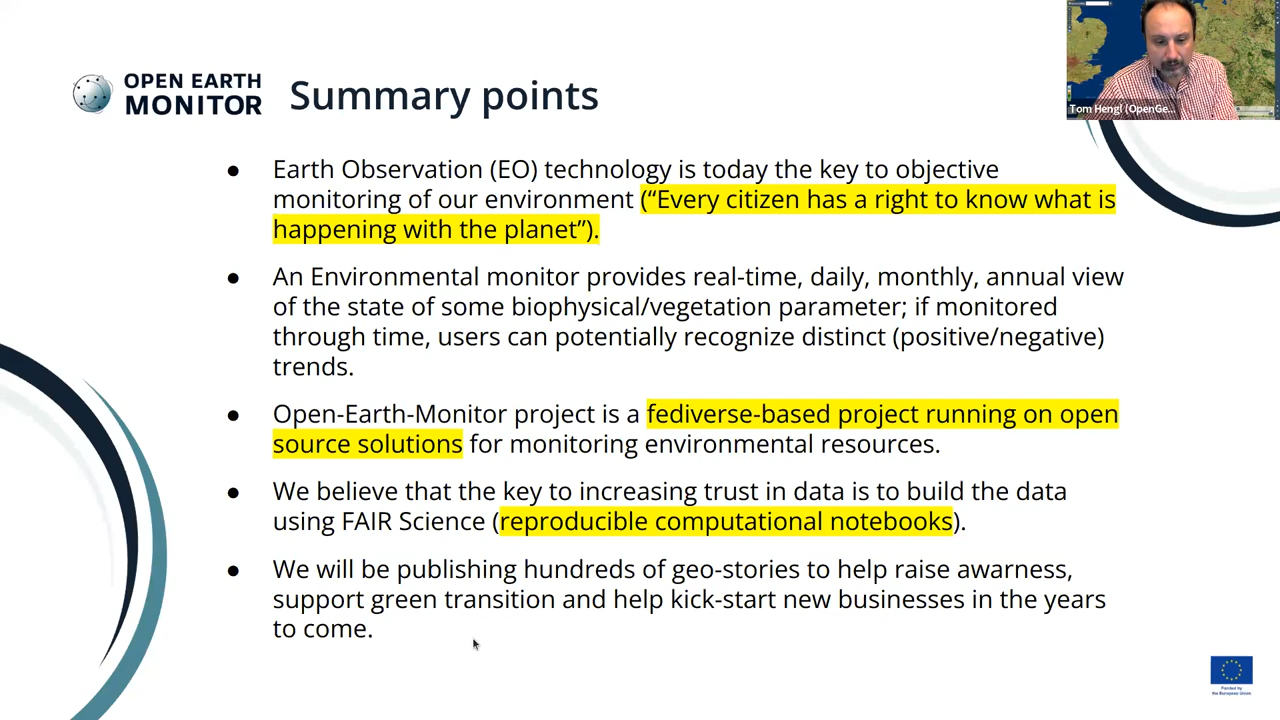 OPEN EARTH
MONITOR
Summary points
Tom Hengl (OpenGe...
● Earth Observation (EO) technology is today the key to objective
monitoring of our environment (“Every citizen has a right to know what is
happening with the planet”).
● An Environmental monitor provides real-time, daily, monthly, annual view
of the state of some biophysical/vegetation parameter; if monitored
through time, users can potentially recognize distinct (positive/negative)
trends.
● Open-Earth-Monitor project is a fediverse-based project running on open
source solutions for monitoring environmental resources.
● We believe that the key to increasing trust in data is to build the data
using FAIR Science (reproducible computational notebooks).
● We will be publishing hundreds of geo-stories to help raise awarness,
support green transition and help kick-start new businesses in the years
to come.
Funded by
the European Union